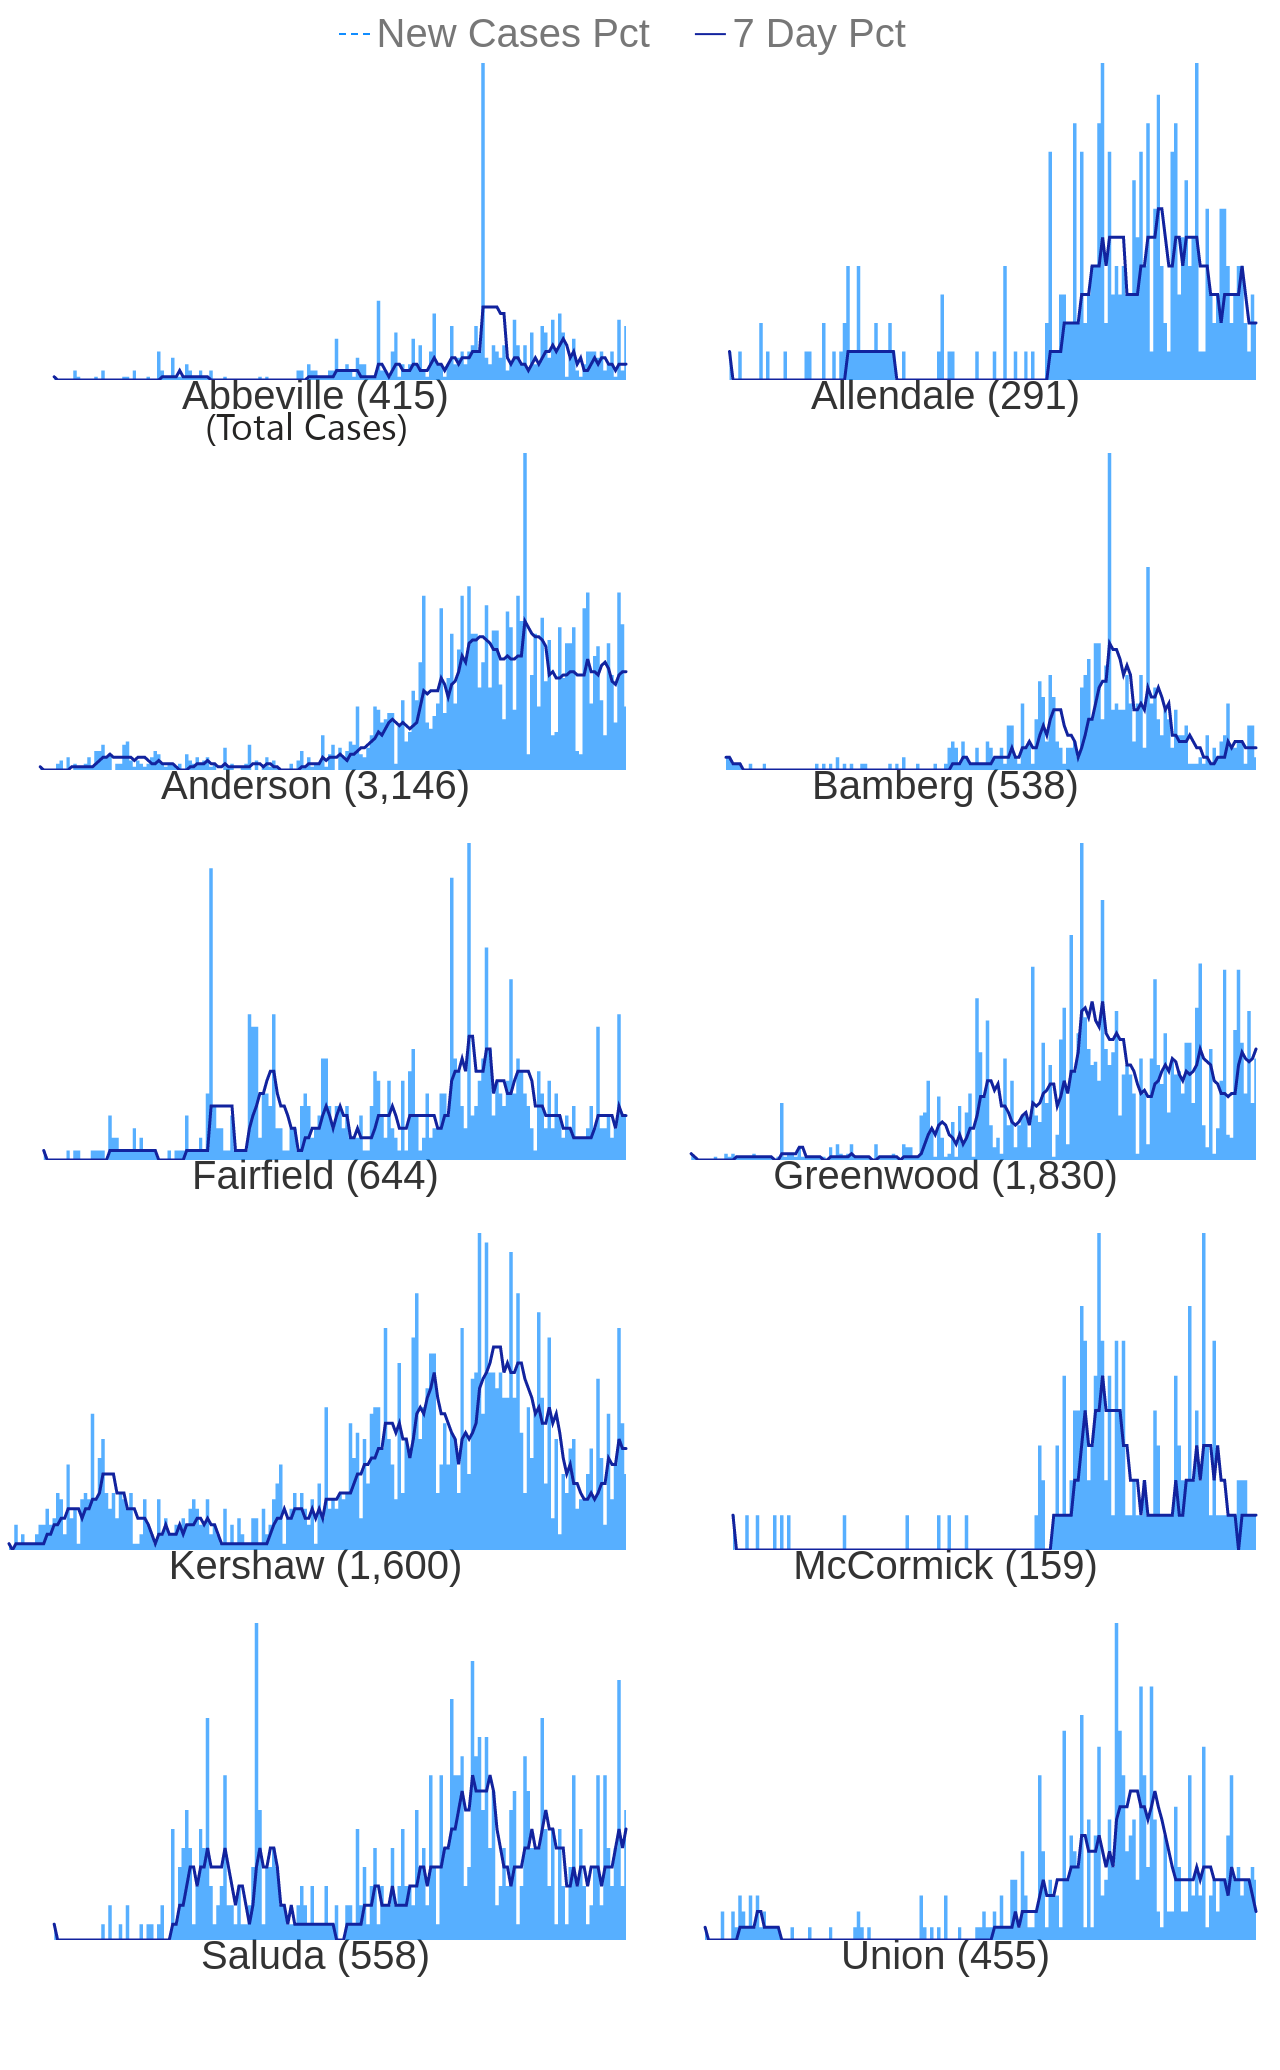 New Cases Pct 7 Day Pct
Abbeville (415) Allendale (291)
(Total Cases)
Anderson (3,146) Bamberg (538)
Fairfield (644) Greenwood (1,830)
Kershaw (1,600) McCormick (159)
Saluda (558) Union (455)